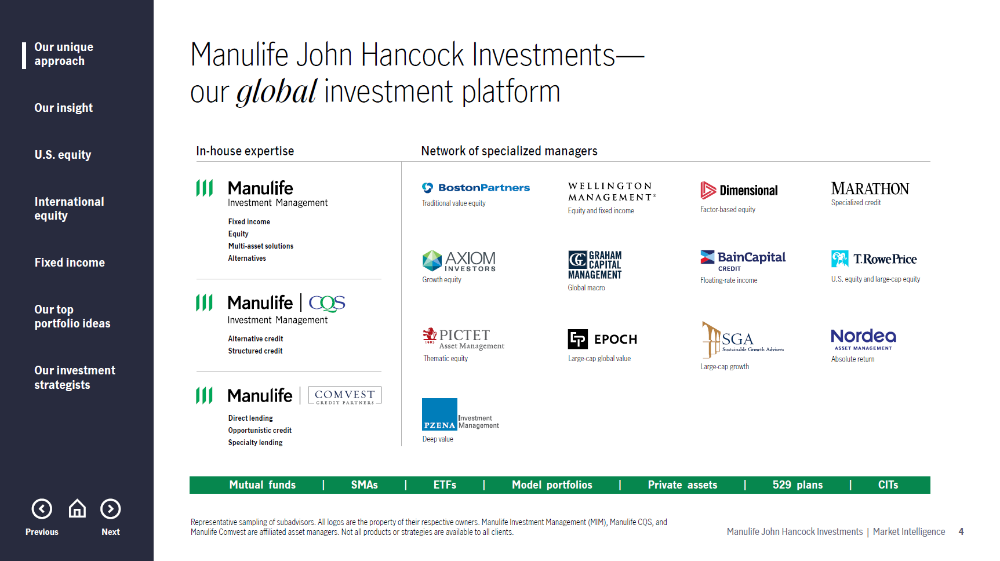 Our unique
approach
Our insight
U.S. equity
International
equity
Fixed income
Our top
portfolio ideas
Our investment
strategists
Previous
Next
Manulife John Hancock Investments—
our global investment platform
In-house expertise
Manulife
Investment Management
Fixed income
Equity
Multi-asset solutions
Alternatives
Manulife | CQS
Investment Management
Alternative credit
Structured credit
Manulife | COMVEST
CREDIT PARTNERS
Direct lending
Opportunistic credit
Specialty lending
Network of specialized managers
BostonPartners
Traditional value equity
WELLINGTON
MANAGEMENT®
Equity and fixed income
Dimensional
Factor-based equity
MARATHON
Specialized credit
AXIOM
INVESTORS
Growth equity
CG GRAHAM
CAPITAL
MANAGEMENT
Global macro
BainCapital
CREDIT
Floating-rate income
T.RowePrice
U.S. equity and large-cap equity
1805
PICTET
Asset Management
Thematic equity
EP EPOCH
Large-cap global value
SGA
Sustainable Growth Advisers
Large-cap growth
Nordea
ASSET MANAGEMENT
Absolute return
PZENA Investment
Management
Deep value
Mutual funds | SMAs | ETFs | Model portfolios | Private assets | 529 plans | CITs
Representative sampling of subadvisors. All logos are the property of their respective owners. Manulife Investment Management (MIM), Manulife CQS, and
Manulife Comvest are affiliated asset managers. Not all products or strategies are available to all clients.
Manulife John Hancock Investments | Market Intelligence 4